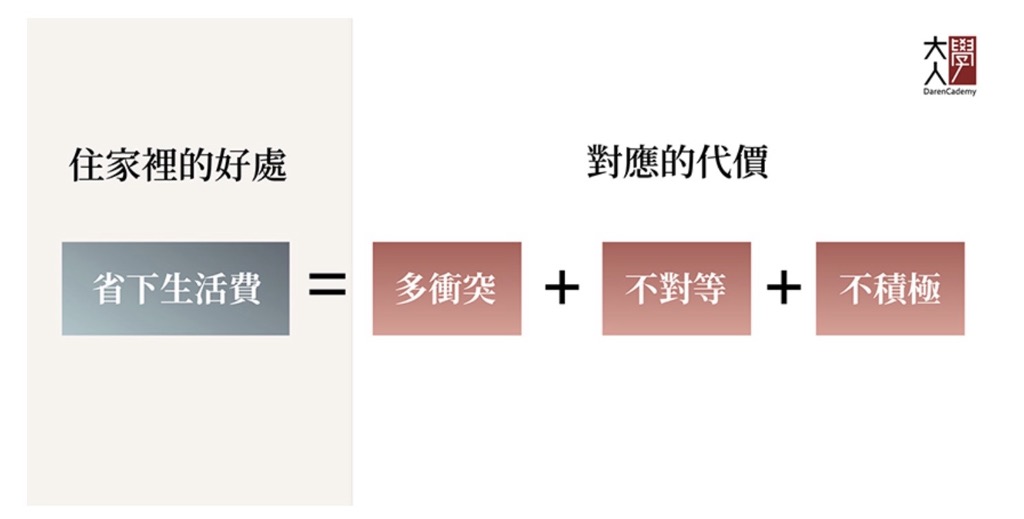 大人學
DarenCademy
住家裡的好處
對應的代價
省下生活費 = 多衝突 + 不對等 + 不積極